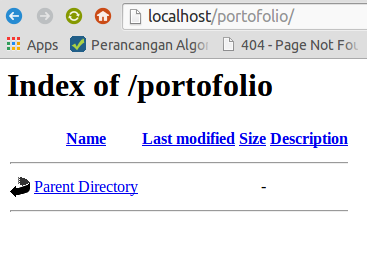 localhost/portofolio/
Apps Perancangan Algor 404 - Page Not Fou
Index of /portofolio
Name Last modified Size Description
Parent Directory -